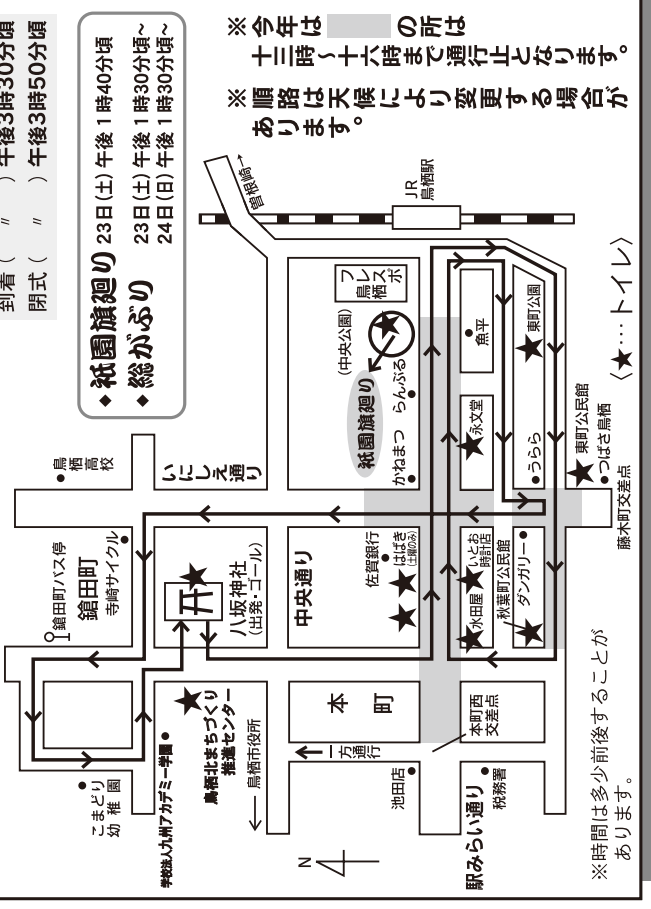 到着(　〃　)午後3時30分頃
閉式(　〃　)午後3時50分頃
◆祇園旗廻り 23日(土)午後1時40分頃
◆総がぶり 23日(土)午後1時30分頃~
24日(日)午後1時30分頃~
※今年は　　の所は
十三時~十六時まで通行止となります。
※順路は天候により変更する場合が
あります。
曽根崎→
JR
鳥栖駅
フレスポ
鳥栖
(中央公園)
祇園旗廻り
らんぶる
かねまつ
魚平
東町公園
永文堂
うらら
東町公民館
つばさ鳥栖
藤木町交差点
〈★…トイレ〉
鳥栖
高校
いにしえ通り
鎗田町バス停
鎗田町
寺崎サイクル
八坂神社
(出発・ゴール)
中央通り
佐賀銀行
はばき
(土曜のみ)
水田屋
いとお
時計店
秋葉町公民館
ダンガリー
こまどり
幼稚園
学校法人九州アカデミー学園
鳥栖北まちづくり
推進センター
←鳥栖市役所
本町
一方通行
本町西
交差点
池田店
税務署
駅みらい通り
N
※時間は多少前後することが
あります。